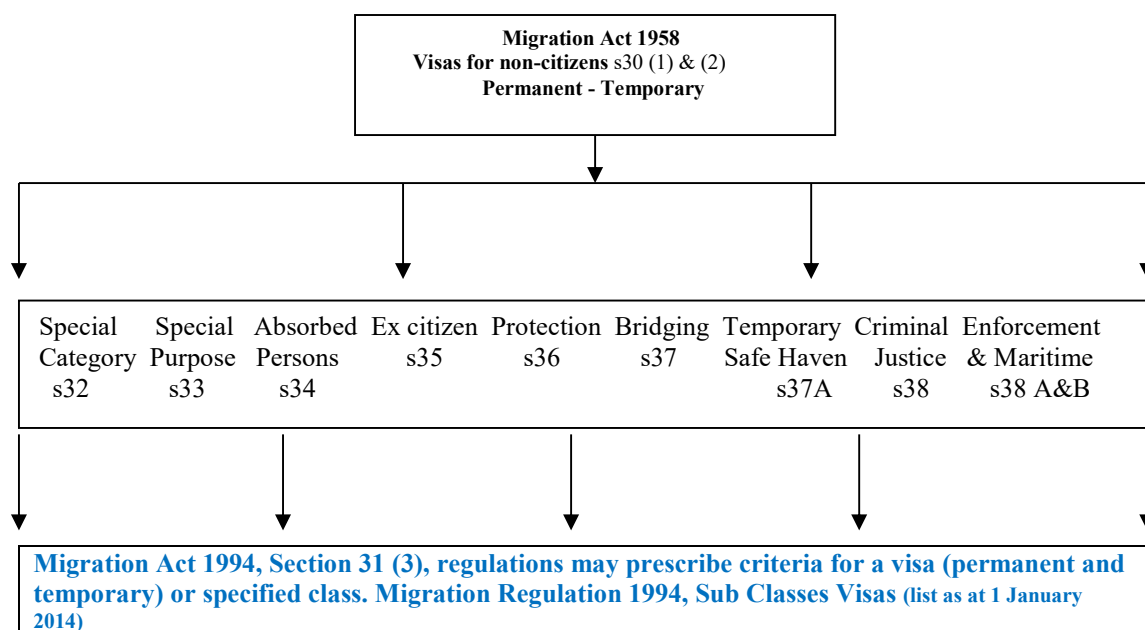 Migration Act 1958
Visas for non-citizens s30 (1) & (2)
Permanent - Temporary
Special Special Absorbed Ex citizen Protection Bridging Temporary Criminal Enforcement
Category Purpose Persons s35 s36 s37 Safe Haven Justice & Maritime
s32 s33 s34 s37A s38 s38 A&B
Migration Act 1994, Section 31 (3), regulations may prescribe criteria for a visa (permanent and
temporary) or specified class. Migration Regulation 1994, Sub Classes Visas (list as at 1 January
2014)